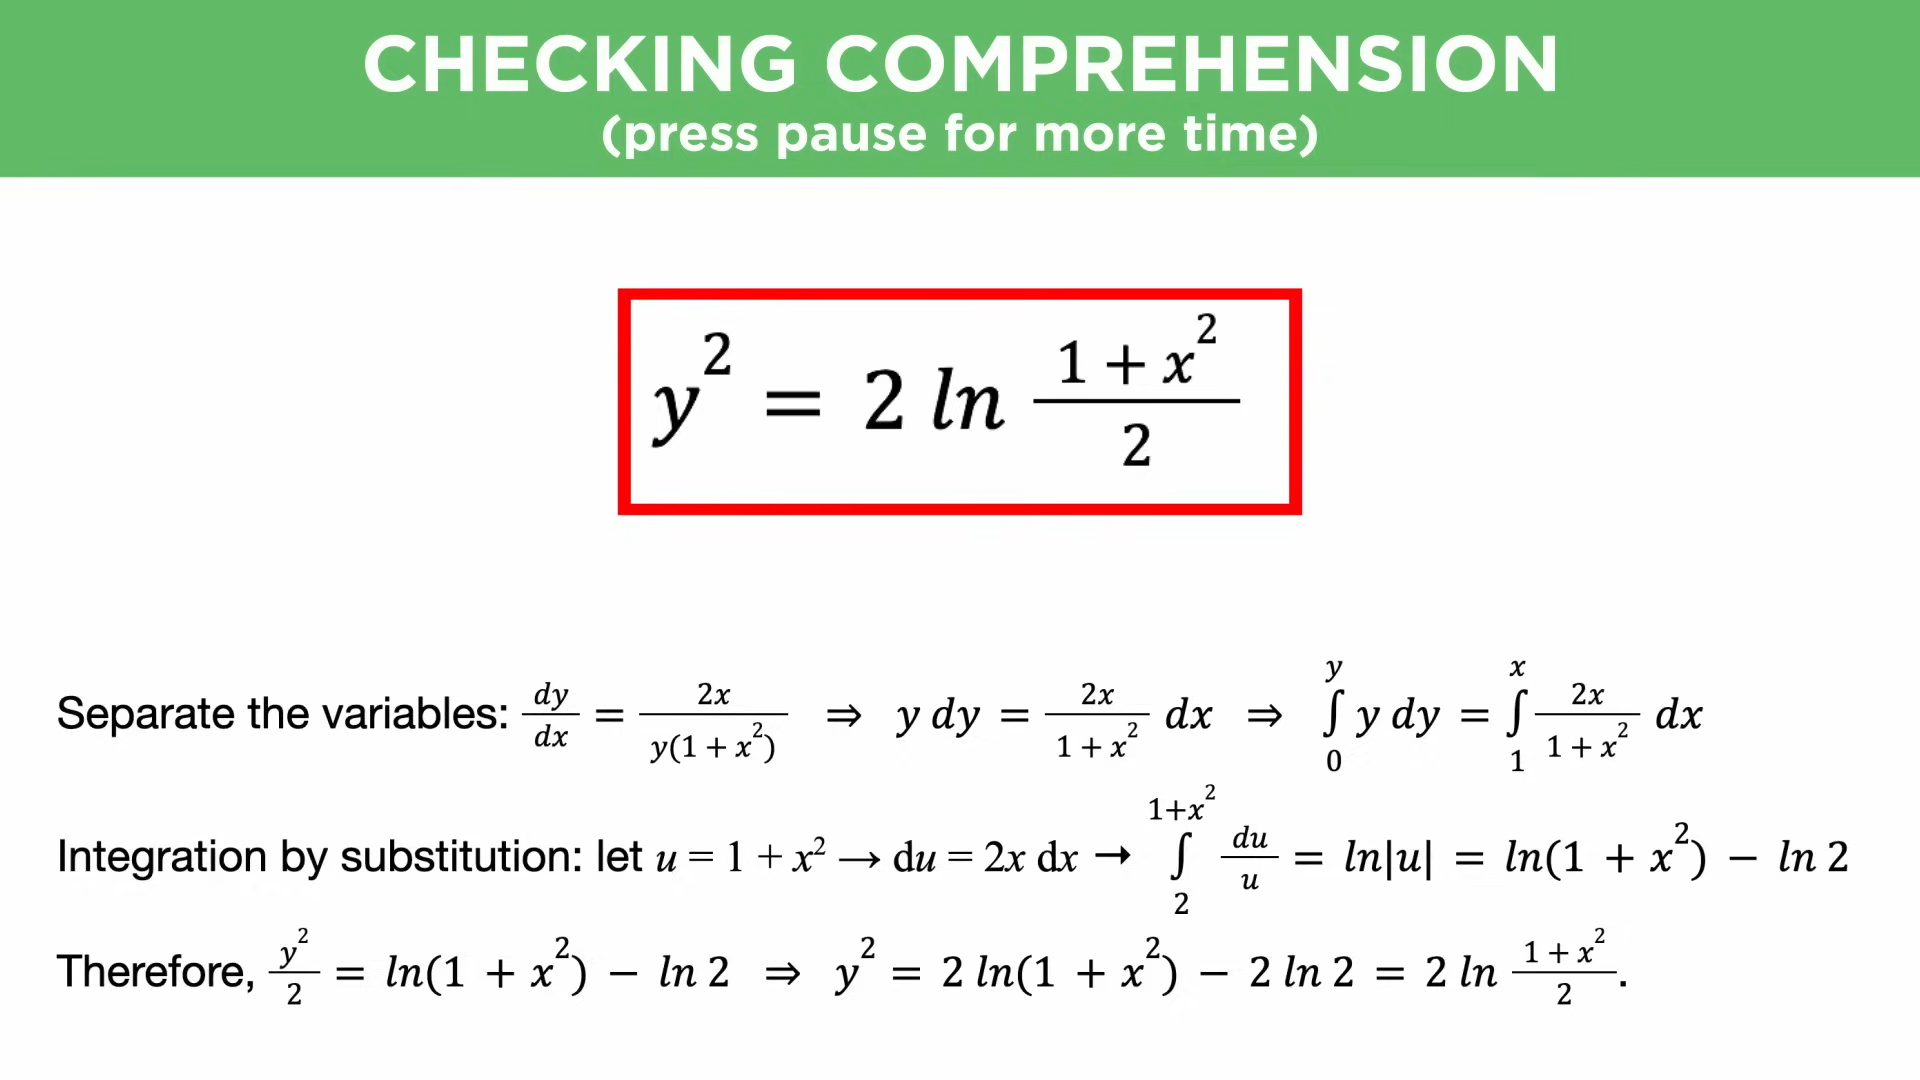 CHECKING COMPREHENSION
(press pause for more time)
y² = 2 ln (1 + x²)/2
Separate the variables: dy/dx = 2x/(y(1 + x²)) ⇒ y dy = 2x/(1 + x²) dx ⇒ ∫₀^y y dy = ∫₁^x 2x/(1 + x²) dx
Integration by substitution: let u = 1 + x² → du = 2x dx → ∫₂^(1+x²) du/u = ln|u| = ln(1 + x²) − ln 2
Therefore, y²/2 = ln(1 + x²) − ln 2 ⇒ y² = 2 ln(1 + x²) − 2 ln 2 = 2 ln (1 + x²)/2.